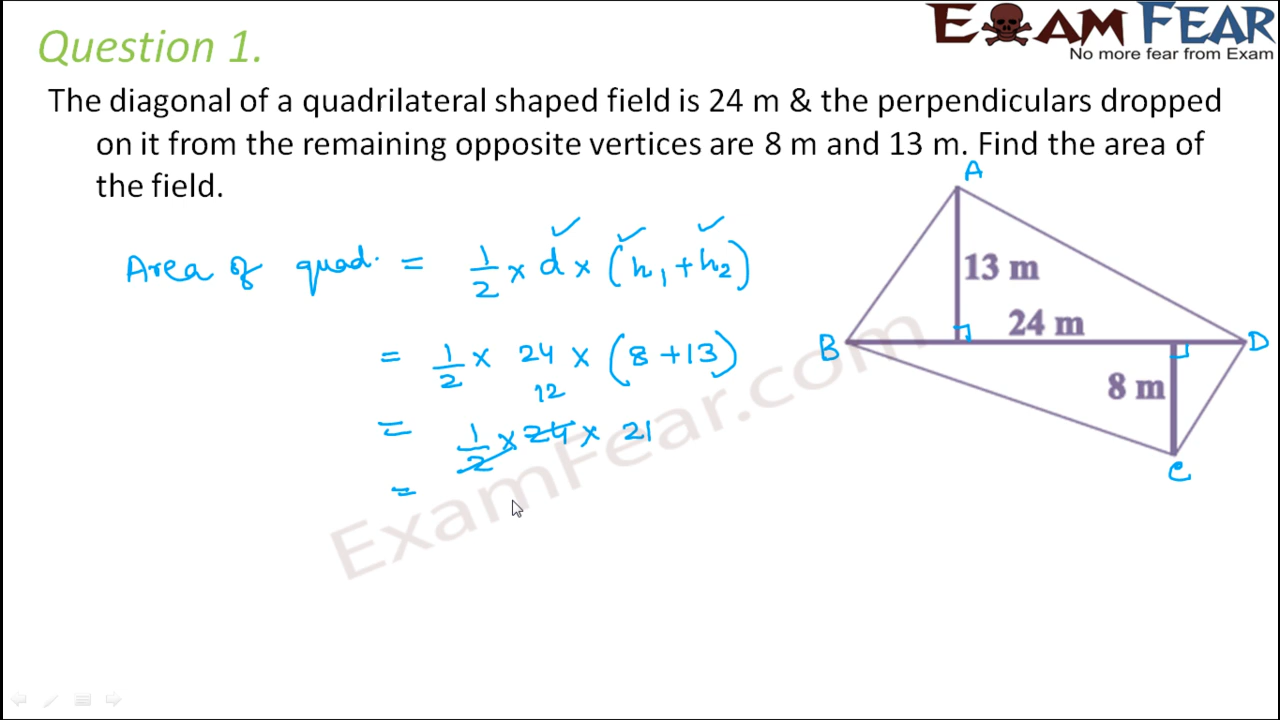 EXAM FEAR
No more fear from Exam
Question 1.
The diagonal of a quadrilateral shaped field is 24 m & the perpendiculars dropped
on it from the remaining opposite vertices are 8 m and 13 m. Find the area of
the field.
A
Area of quad. = 1/2 × d × (h₁ + h₂)
13 m
24 m
B
D
= 1/2 × 24 × (8 + 13)
8 m
12
= 1/2 × 24 × 21
C
=
ExamFear.com